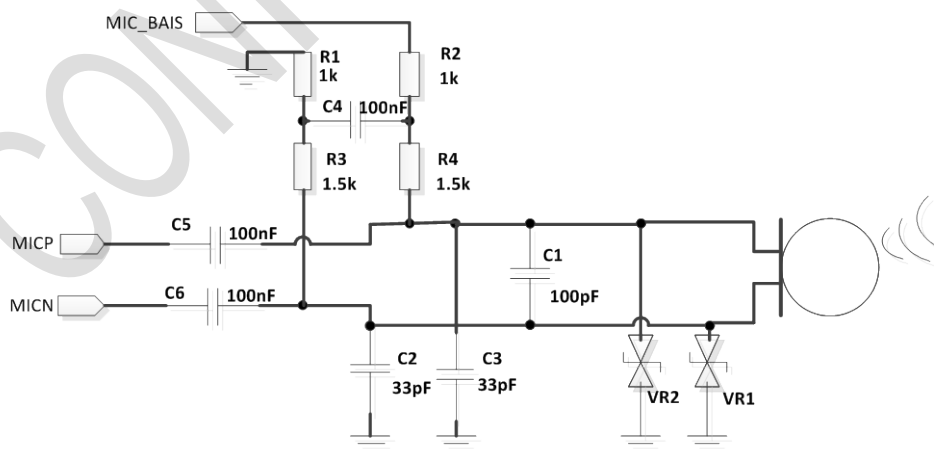 CON
MIC_BAIS
R1
1k
R2
1k
C4
100nF
R3
1.5k
R4
1.5k
C5
100nF
MICP
C1
100pF
C6
100nF
MICN
C2
33pF
C3
33pF
VR2
VR1